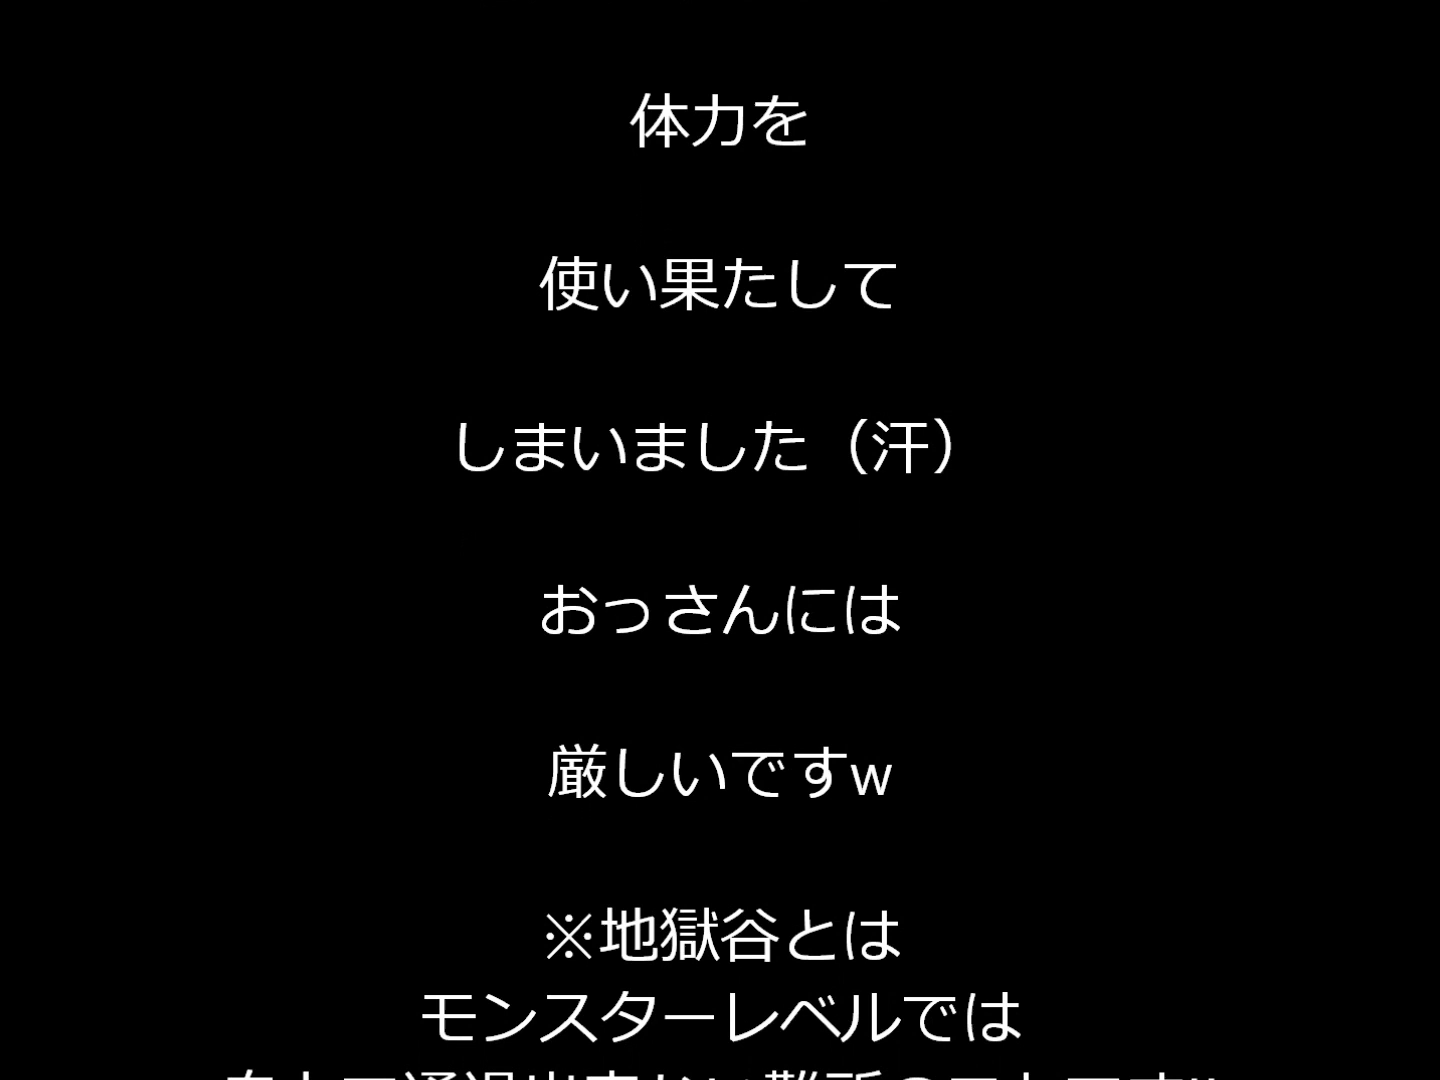 体力を
使い果たして
しまいました（汗）
おっさんには
厳しいですw
※地獄谷とは
モンスターレベルでは